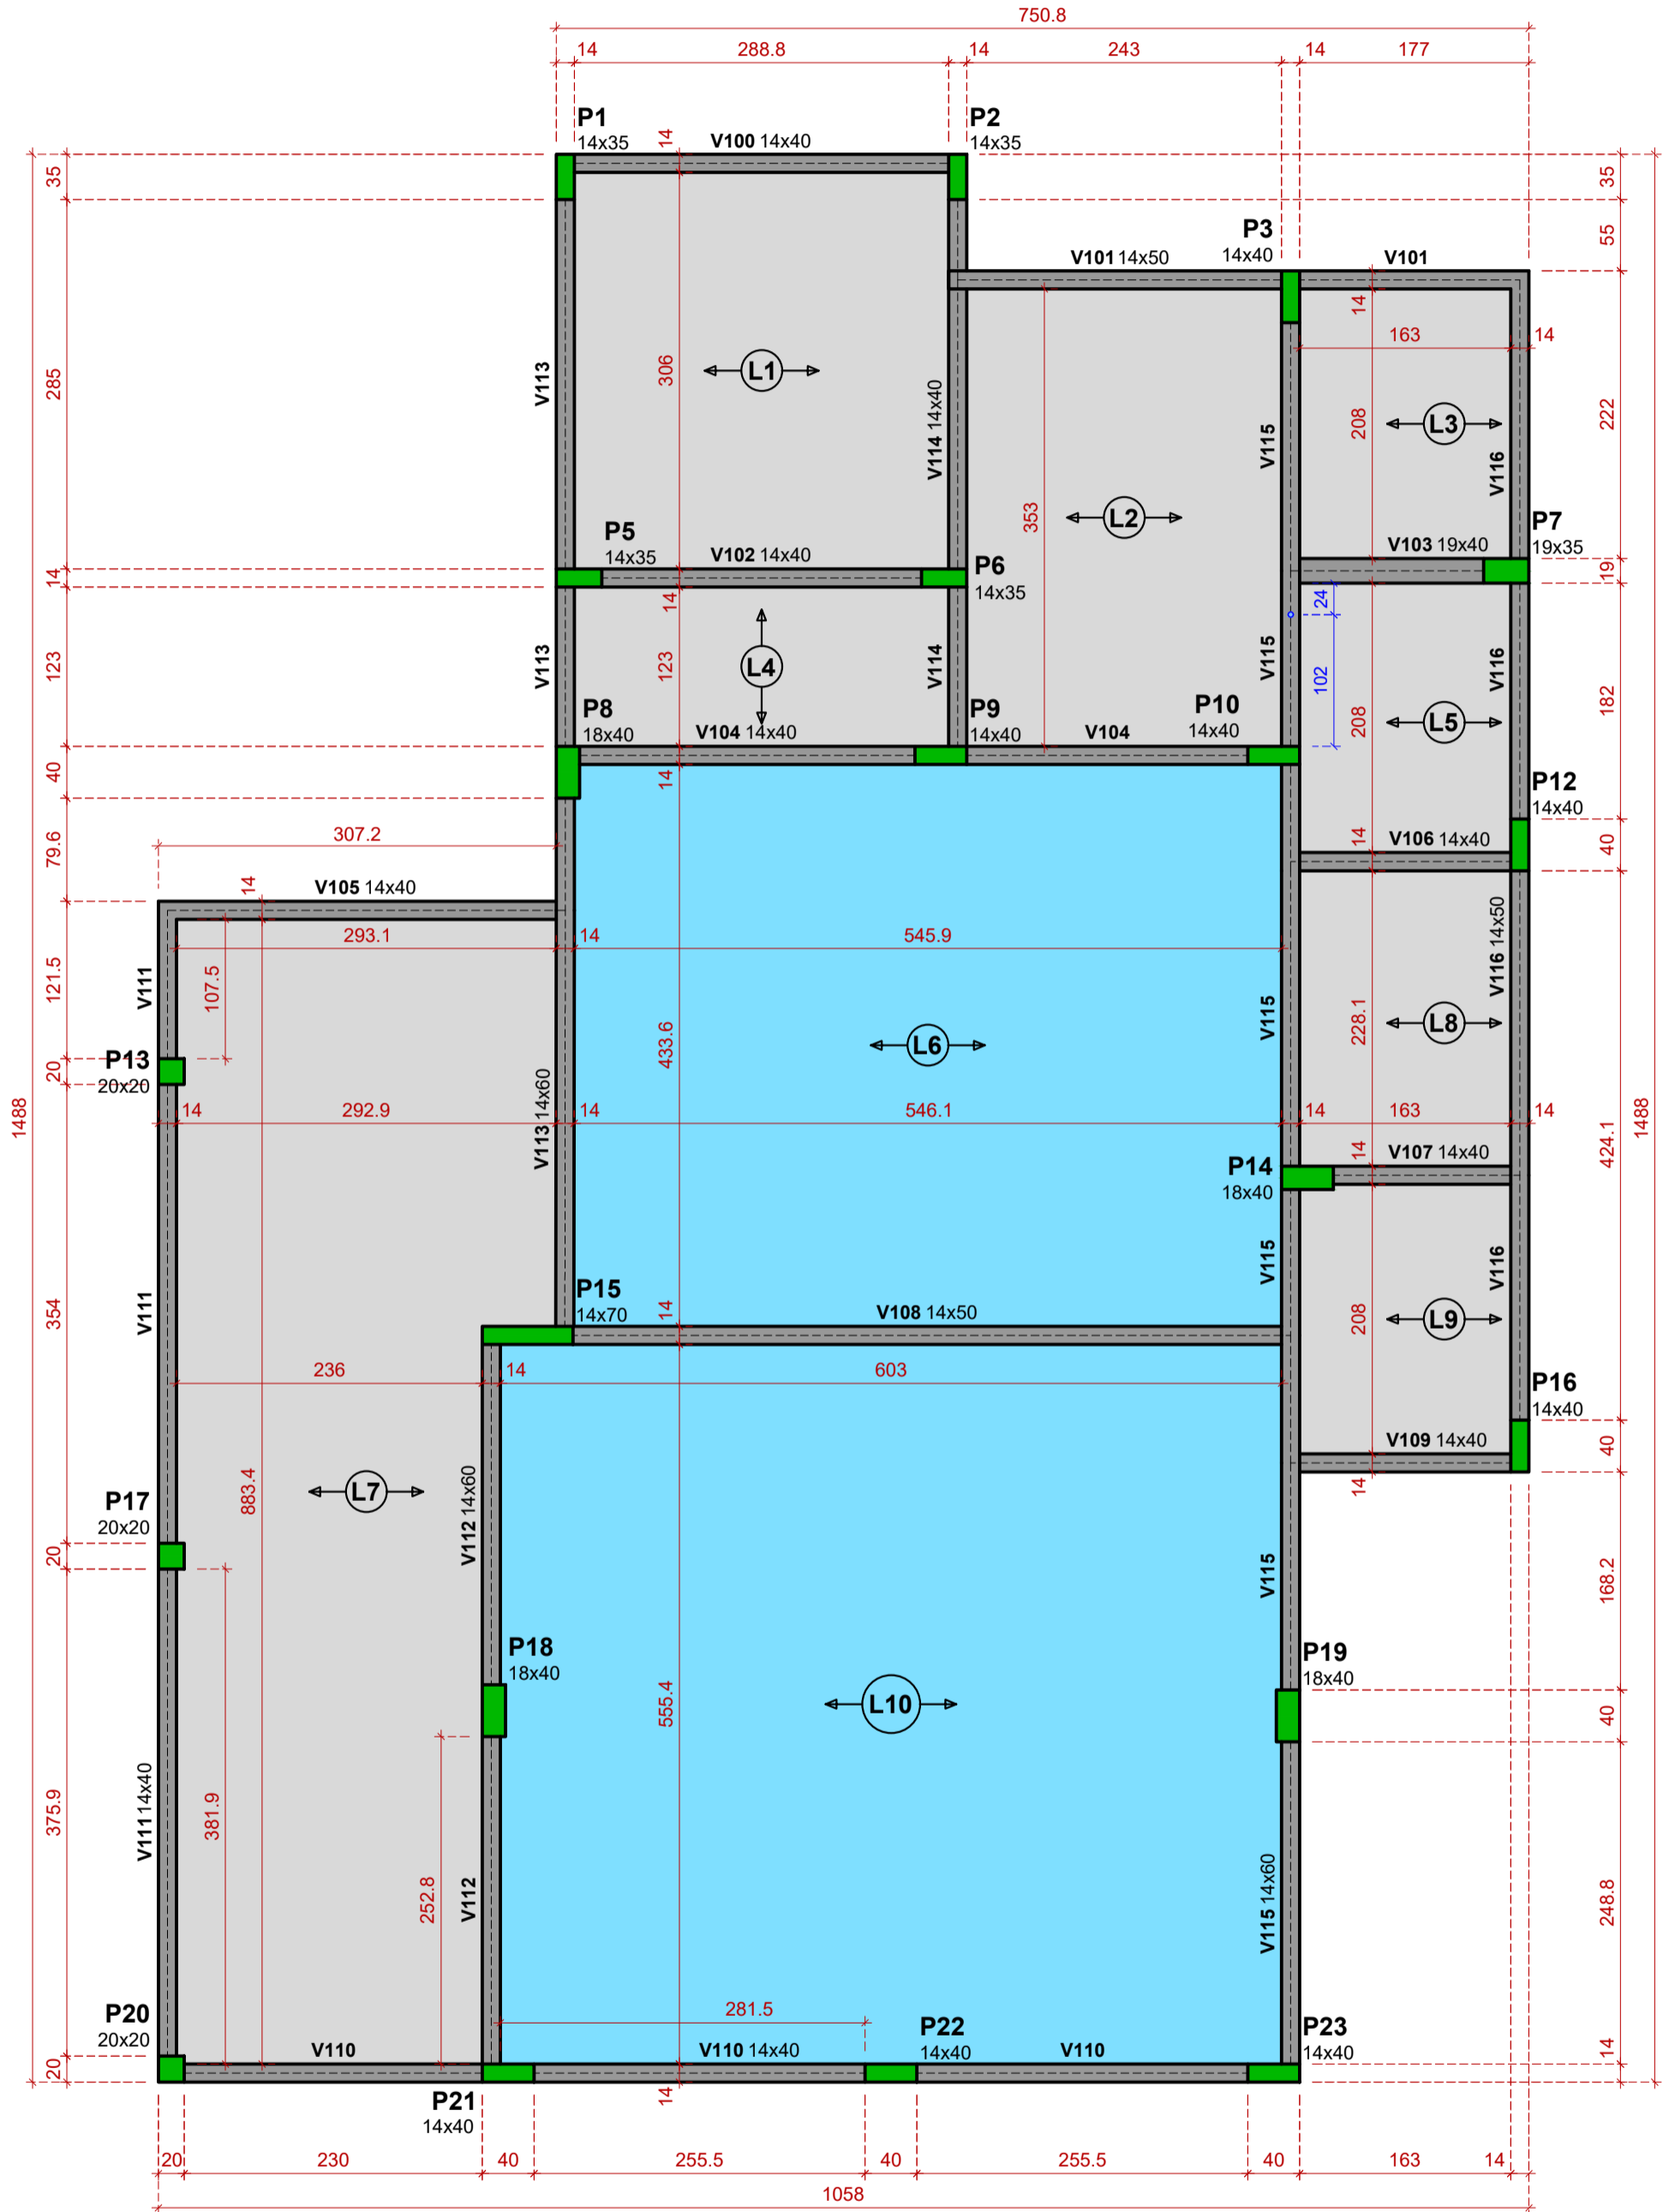 750.8
14 288.8 14 243 14 177
P1
14x35
14
V100 14x40
P2
14x35
35
35
55
P3
14x40
V101 14x50
V101
14
163
14
306
285
V113
L1
V114 14x40
V115
208
L3
V116
222
353
L2
P5
14x35
V102 14x40
P6
14x35
V103 19x40
P7
19x35
14
14
19
24
123
V113
123
L4
V114
V115
102
208
L5
V116
182
P8
18x40
V104 14x40
P9
14x40
V104
P10
14x40
40
14
P12
14x40
79.6
307.2
14
V106 14x40
40
14
V105 14x40
293.1
14
545.9
121.5
V111
107.5
V115
V116 14x50
433.6
L6
228.1
L8
20
P13
20x20
14
292.9
14
546.1
14
163
14
1488
V113 14x60
424.1
1488
14
V107 14x40
P14
18x40
354
V111
P15
14x70
14
V108 14x50
V115
208
L9
V116
236
14
603
P16
14x40
V109 14x40
40
14
883.4
L7
V112 14x60
P17
20x20
20
V115
168.2
P18
18x40
P19
18x40
555.4
L10
40
375.9
V111 14x40
381.9
252.8
V112
V115 14x60
248.8
281.5
P20
20x20
V110
V110 14x40
P22
14x40
V110
P23
14x40
20
14
14
P21
14x40
20 230 40 255.5 40 255.5 40 163 14
1058